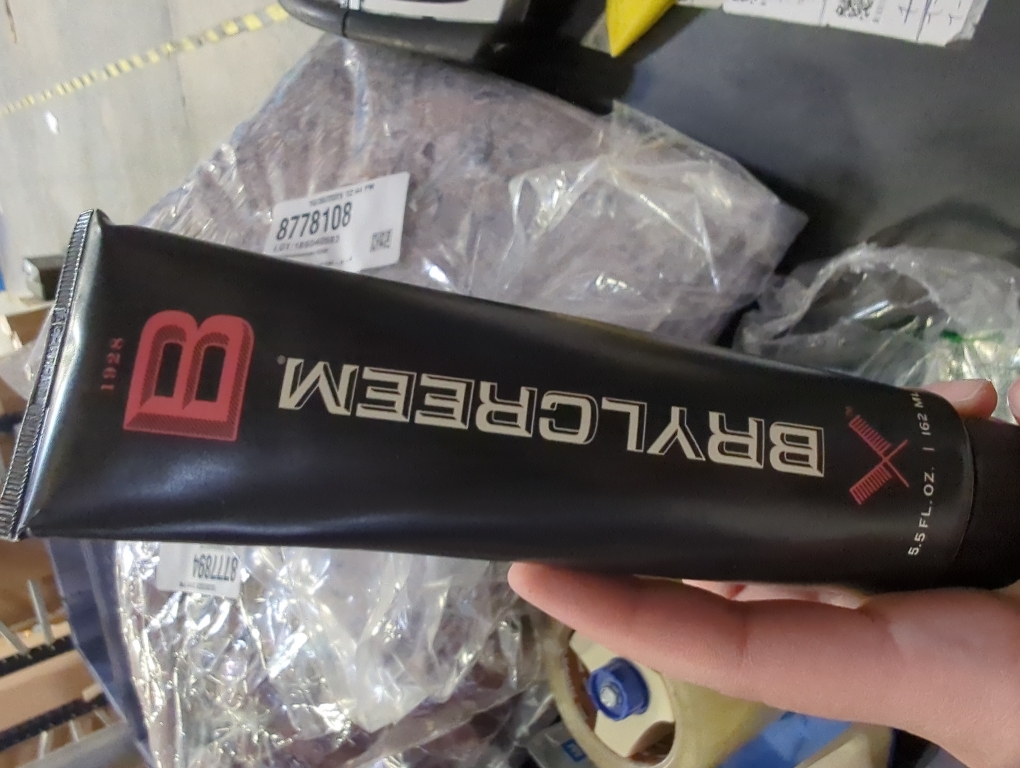 1928
B
BRYLCREEM®
5.5 FL. OZ. | 162 ML
8778108
8777894